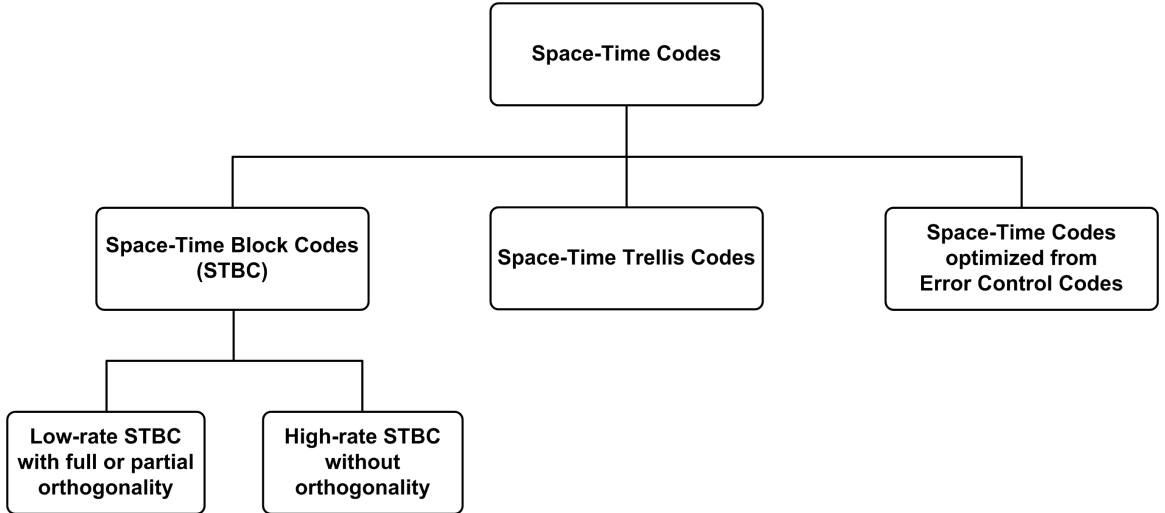 Space-Time Codes
Space-Time Block Codes
(STBC)
Space-Time Trellis Codes
Space-Time Codes
optimized from
Error Control Codes
Low-rate STBC
with full or partial
orthogonality
High-rate STBC
without
orthogonality